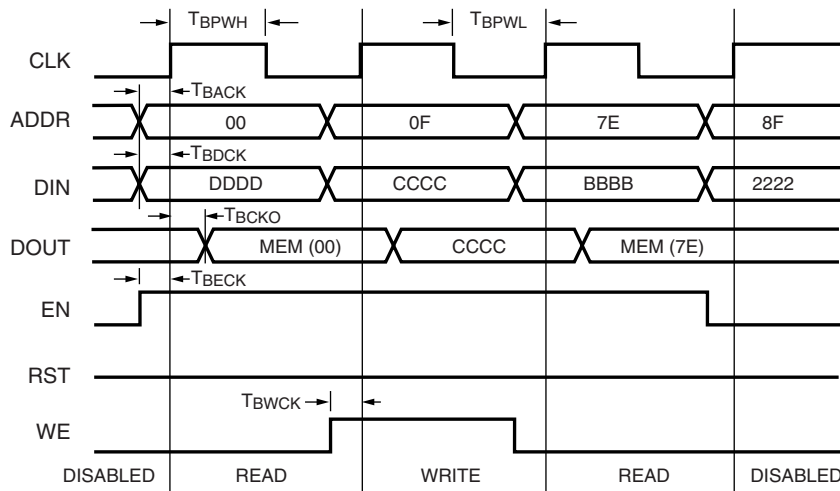 TBPWH TBPWL
CLK
TBACK
ADDR 00 0F 7E 8F
TBDCK
DIN DDDD CCCC BBBB 2222
TBCKO
DOUT MEM (00) CCCC MEM (7E)
TBECK
EN
RST
TBWCK
WE
DISABLED READ WRITE READ DISABLED